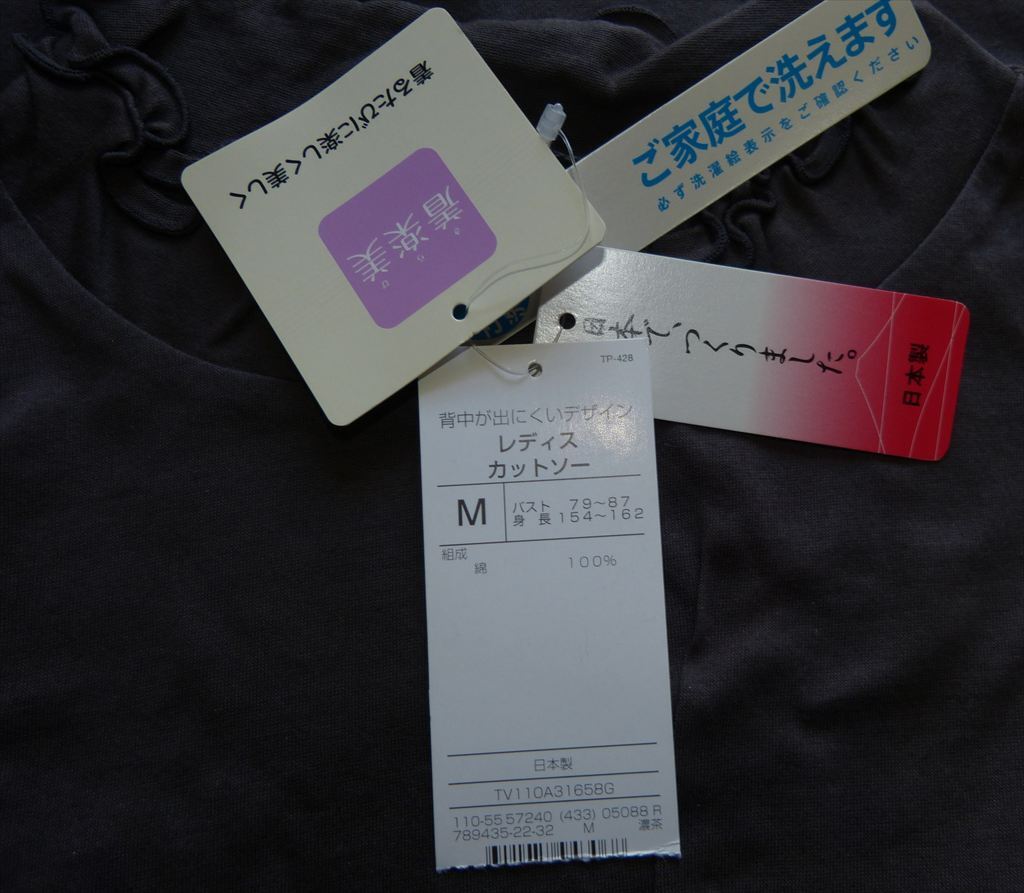 着るたびに楽しく美しく
着楽美
きらび
ご家庭で洗えます
必ず洗濯絵表示をご確認ください
日本でつくりました。
日本製
TP-428
背中が出にくいデザイン
レディス
カットソー
M
バスト 79～87
身長 154～162
組成
綿 100%
日本製
TV110A31658G
110-55 57240 (433) 05088 R
789435-22-32 M 濃茶